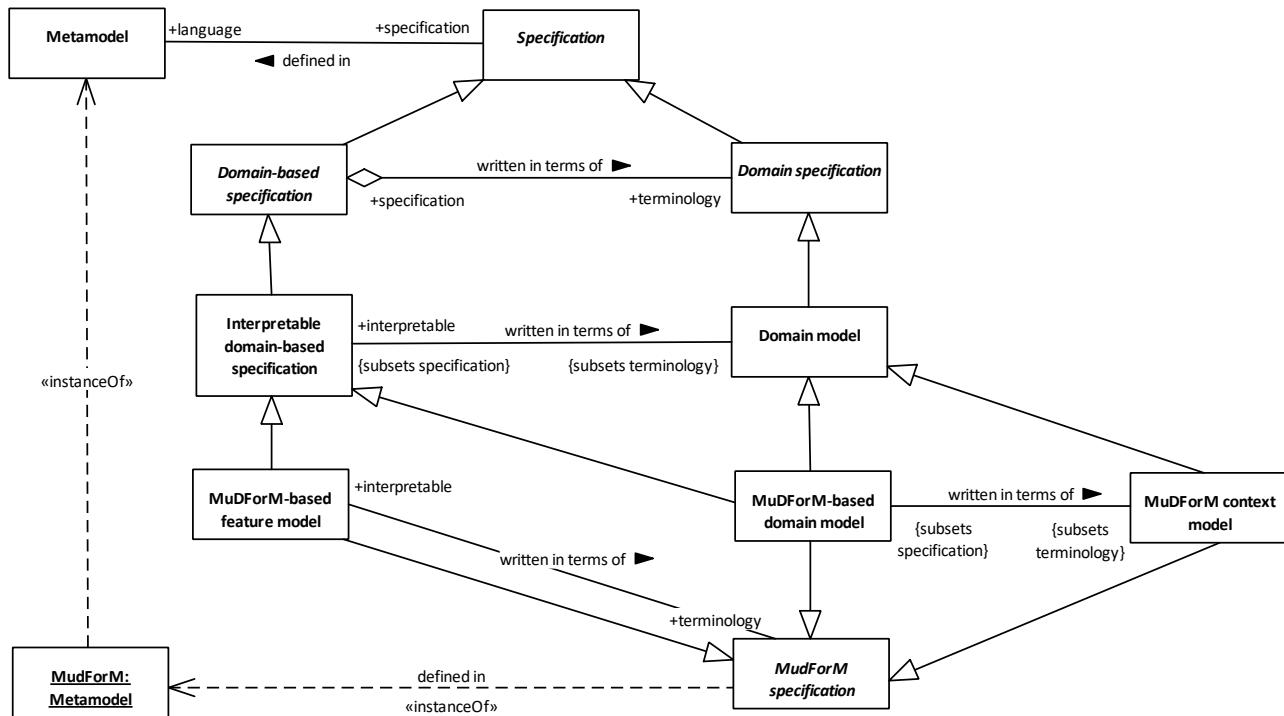 Metamodel
+language
+specification
◄ defined in
Specification
Domain-based
specification
written in terms of ►
+specification
+terminology
Domain specification
Interpretable
domain-based
specification
+interpretable
written in terms of ►
{subsets specification}
{subsets terminology}
Domain model
«instanceOf»
MuDForM-based
feature model
+interpretable
written in terms of ►
+terminology
MuDForM-based
domain model
written in terms of ►
{subsets
specification}
{subsets
terminology}
MuDForM context
model
MudForM:
Metamodel
defined in
«instanceOf»
MudForM
specification